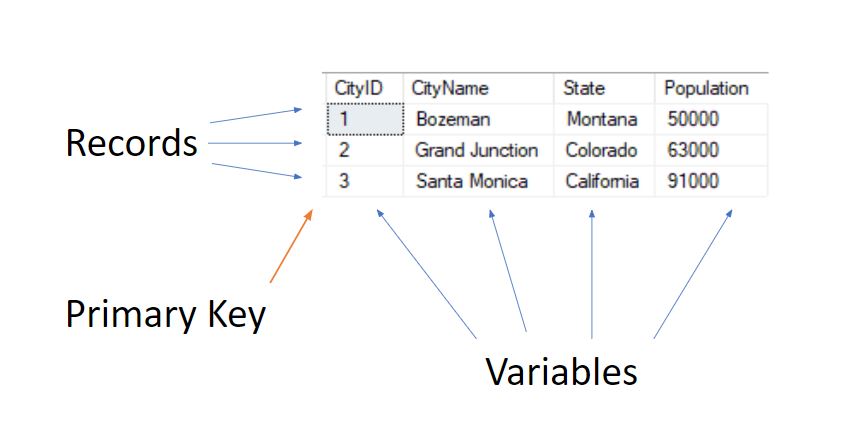 CityID CityName State Population
1 Bozeman Montana 50000
2 Grand Junction Colorado 63000
3 Santa Monica California 91000
Records
Primary Key
Variables